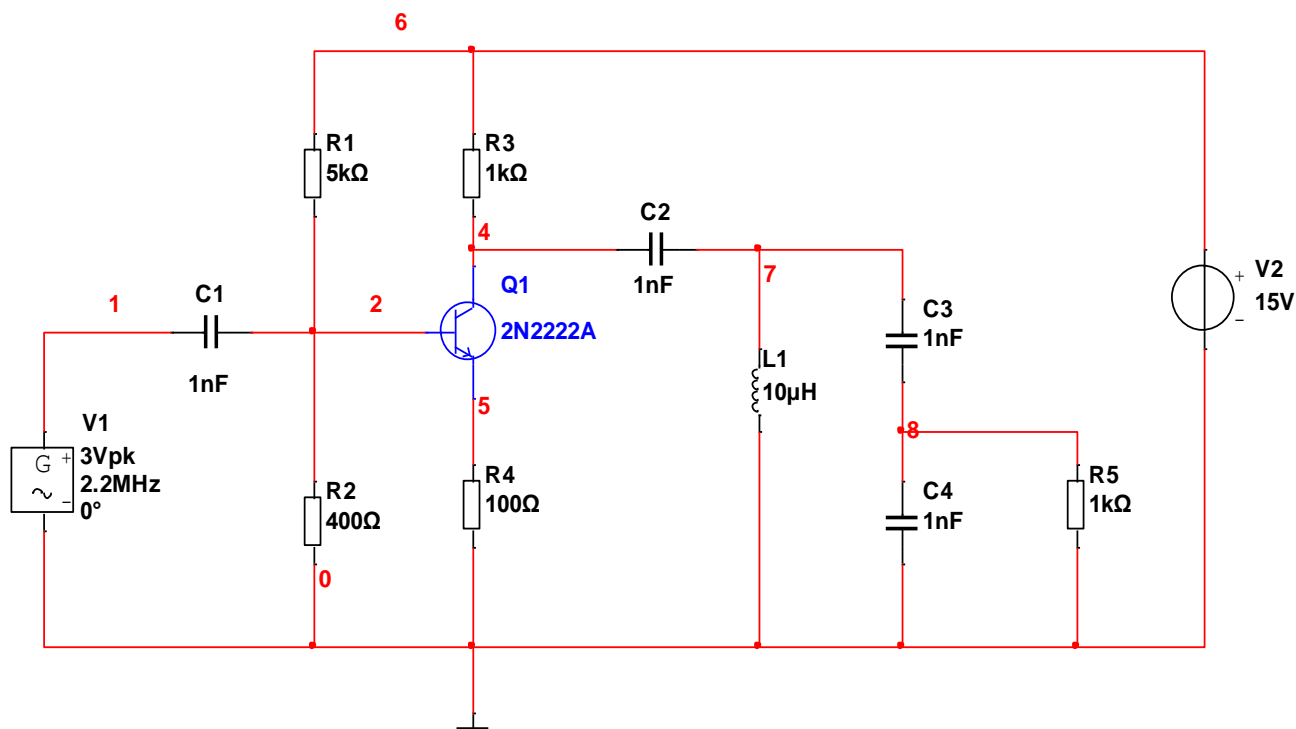 6
R1
5kΩ
R3
1kΩ
C2
1nF
4
7
Q1
2N2222A
V2
+
15V
−
1
C1
1nF
2
C3
1nF
L1
10µH
5
8
V1
3Vpk
2.2MHz
0°
G
+
−
R2
400Ω
R4
100Ω
C4
1nF
R5
1kΩ
0